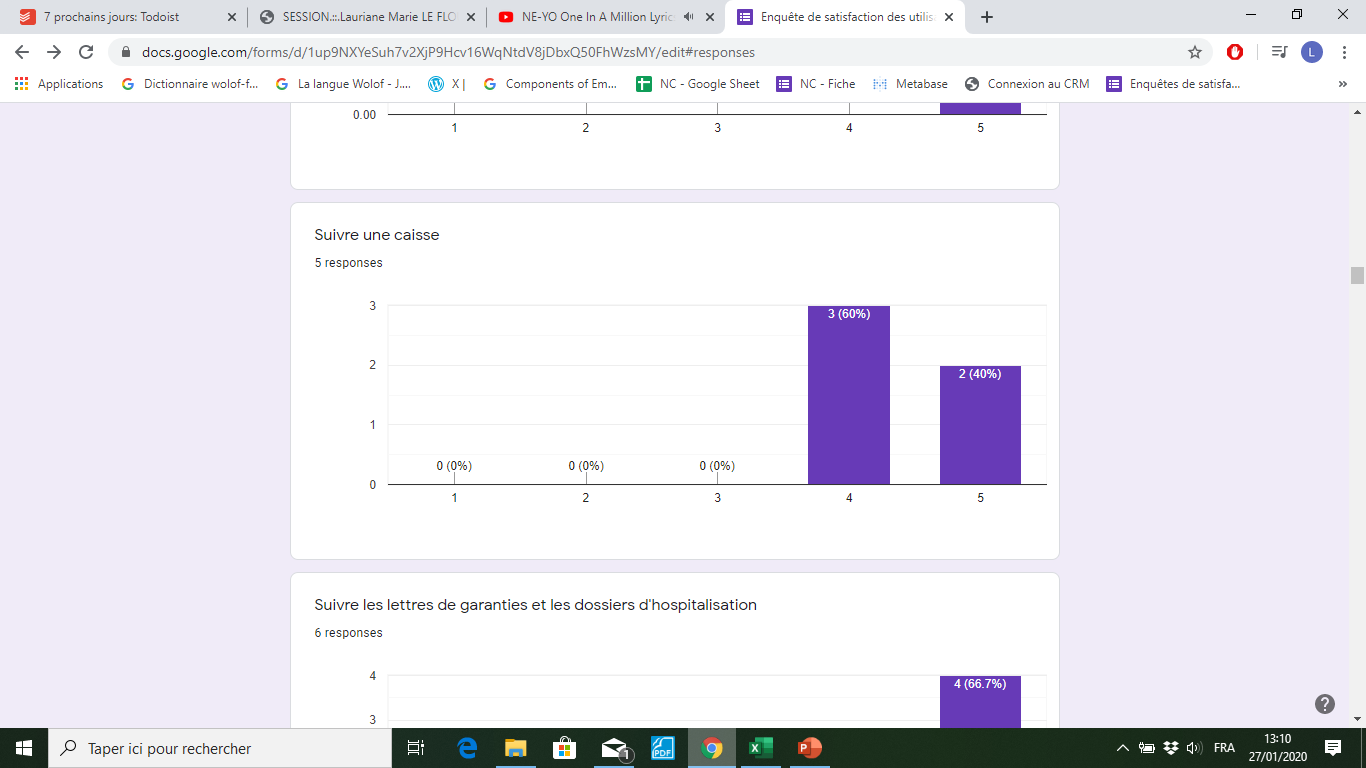 7 prochains jours: Todoist
SESSION.::.Lauriane Marie LE FLO
NE-YO One In A Million Lyric
Enquête de satisfaction des utilis
docs.google.com/forms/d/1up9NXYeSuh7v2XjP9Hcv16WqNtdV8jDbxQ50FhWzsMY/edit#responses
L
Applications
Dictionnaire wolof-f...
La langue Wolof - J....
X |
Components of Em...
NC - Google Sheet
NC - Fiche
Metabase
Connexion au CRM
Enquêtes de satisfa...
»
0.00
1 2 3 4 5
Suivre une caisse
5 responses
3
2
1
0
0 (0%) 0 (0%) 0 (0%) 3 (60%) 2 (40%)
1 2 3 4 5
Suivre les lettres de garanties et les dossiers d'hospitalisation
6 responses
4
3
4 (66.7%)
?
Taper ici pour rechercher
1
PDF
FRA
13:10
27/01/2020